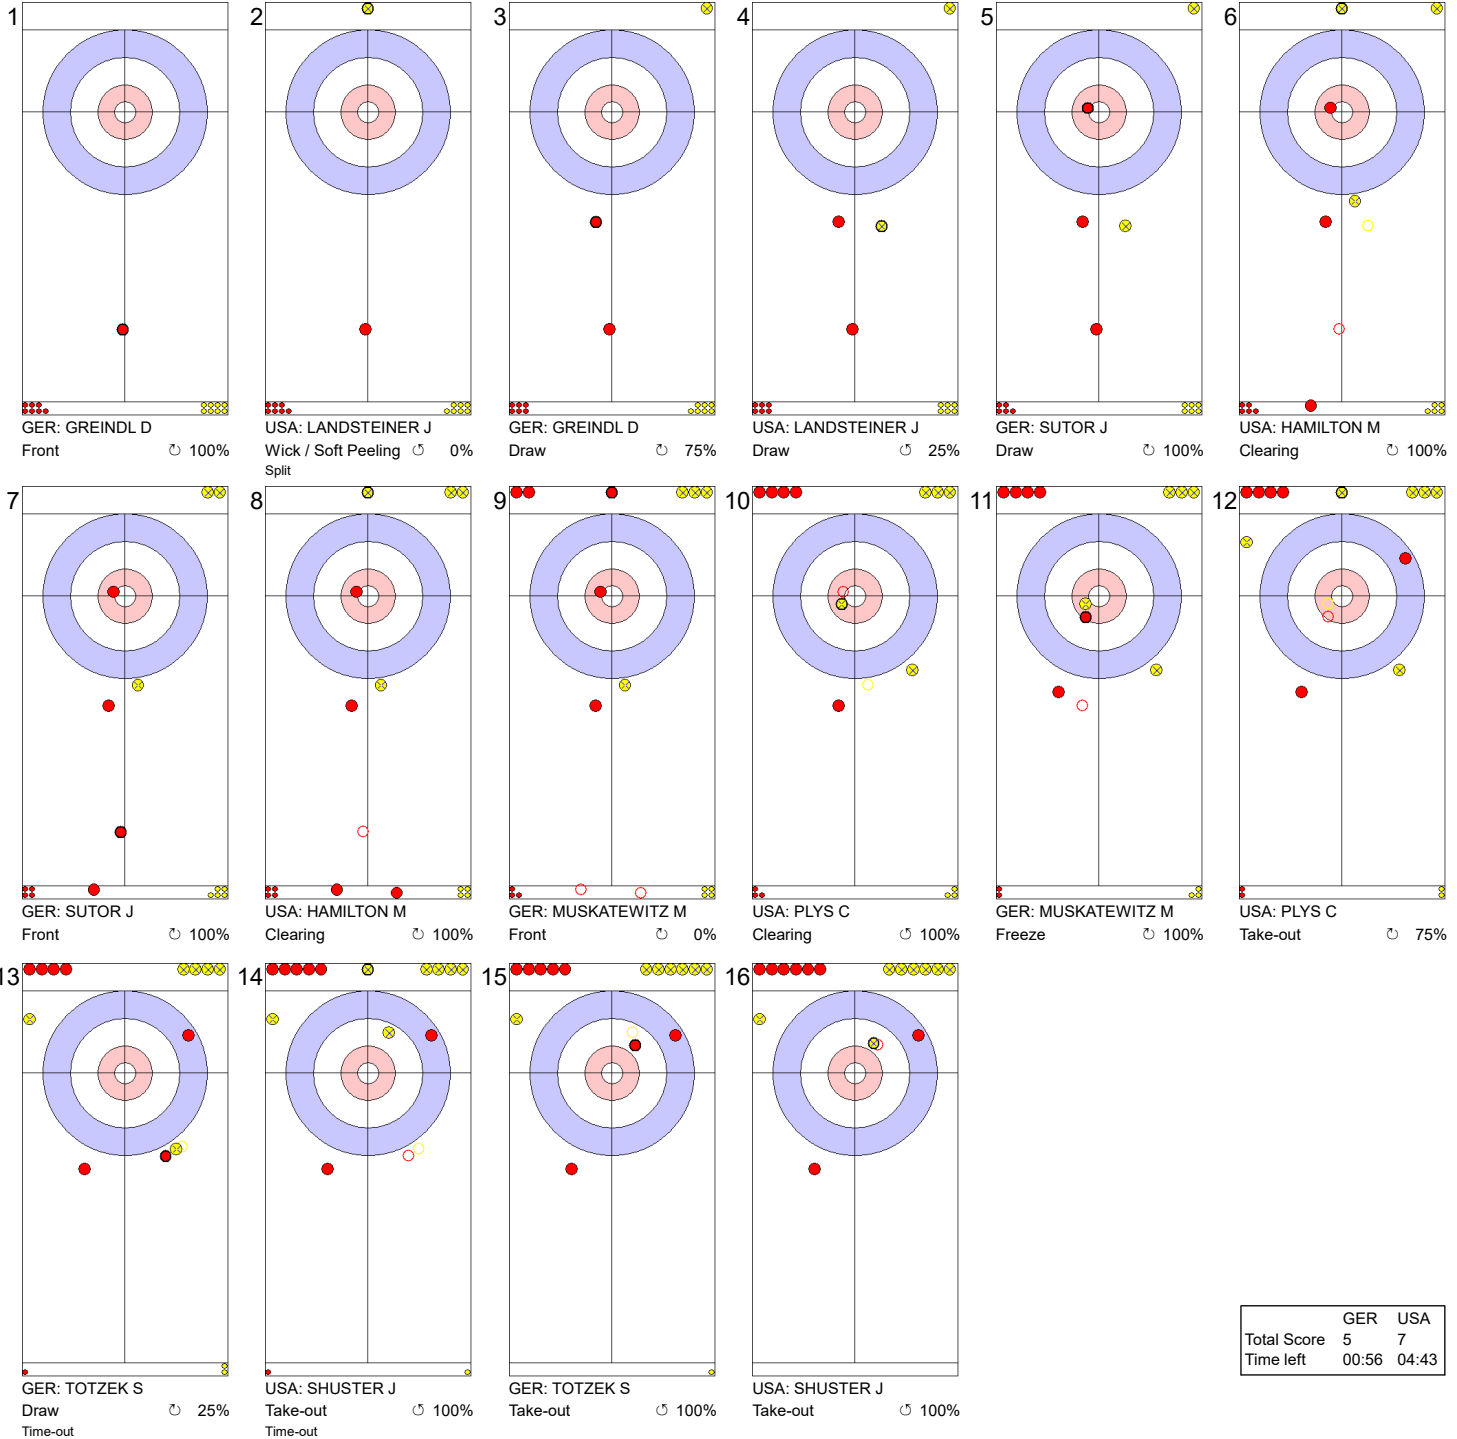 1
GER: GREINDL D
Front ↻ 100%
2
USA: LANDSTEINER J
Wick / Soft Peeling ↺ 0%
Split
3
GER: GREINDL D
Draw ↻ 75%
4
USA: LANDSTEINER J
Draw ↺ 25%
5
GER: SUTOR J
Draw ↻ 100%
6
USA: HAMILTON M
Clearing ↻ 100%
7
GER: SUTOR J
Front ↻ 100%
8
USA: HAMILTON M
Clearing ↻ 100%
9
GER: MUSKATEWITZ M
Front ↻ 0%
10
USA: PLYS C
Clearing ↺ 100%
11
GER: MUSKATEWITZ M
Freeze ↻ 100%
12
USA: PLYS C
Take-out ↻ 75%
13
GER: TOTZEK S
Draw ↻ 25%
Time-out
14
USA: SHUSTER J
Take-out ↺ 100%
Time-out
15
GER: TOTZEK S
Take-out ↺ 100%
16
USA: SHUSTER J
Take-out ↺ 100%
GER USA
Total Score 5 7
Time left 00:56 04:43